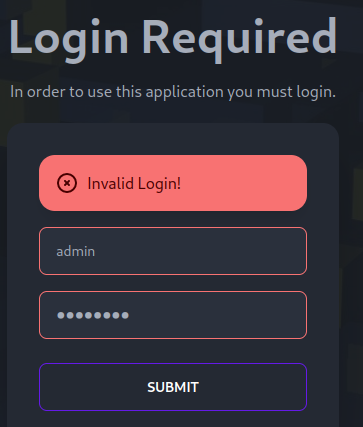 Login Required
In order to use this application you must login.
Invalid Login!
admin
••••••••
SUBMIT